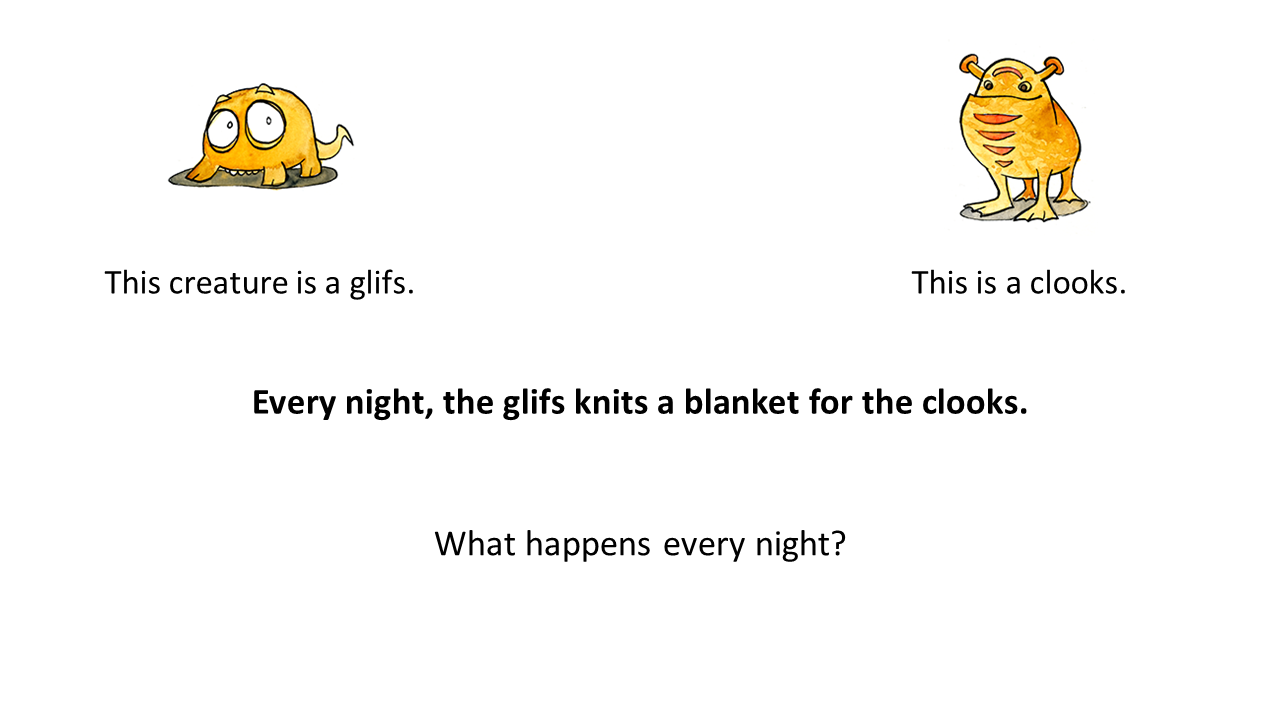 This creature is a glifs.
This is a clooks.
Every night, the glifs knits a blanket for the clooks.
What happens every night?